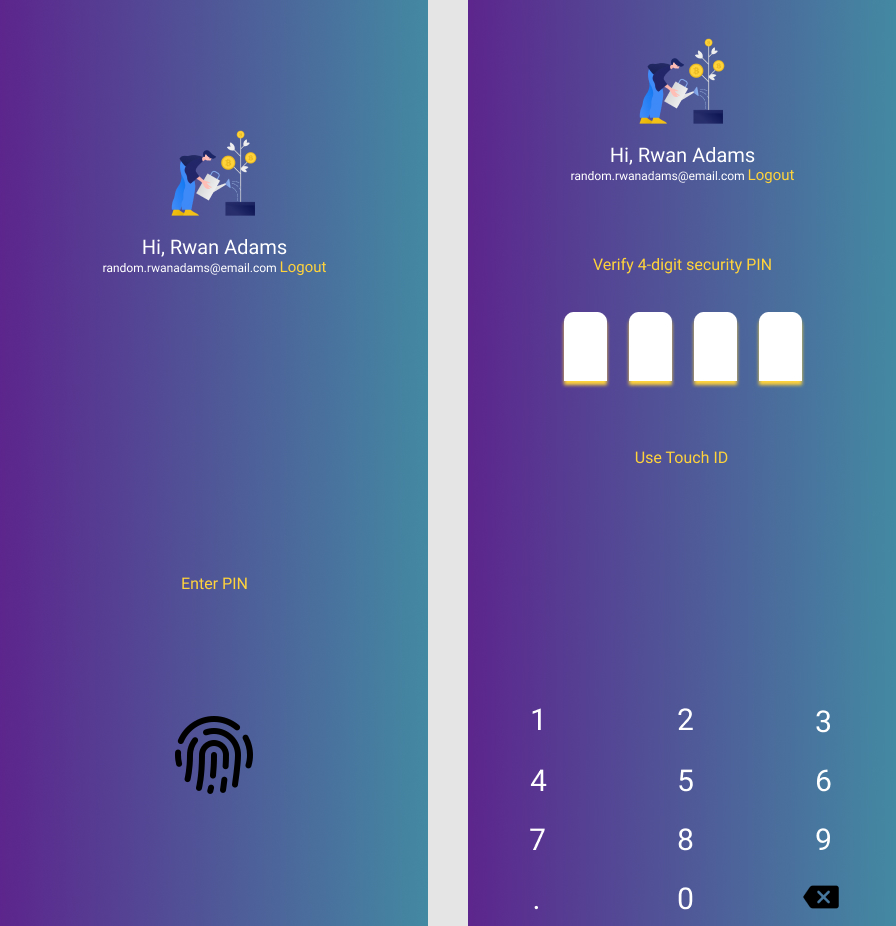 Hi, Rwan Adams
random.rwanadams@email.com Logout
Enter PIN
Hi, Rwan Adams
random.rwanadams@email.com Logout
Verify 4-digit security PIN
Use Touch ID
1 2 3
4 5 6
7 8 9
. 0